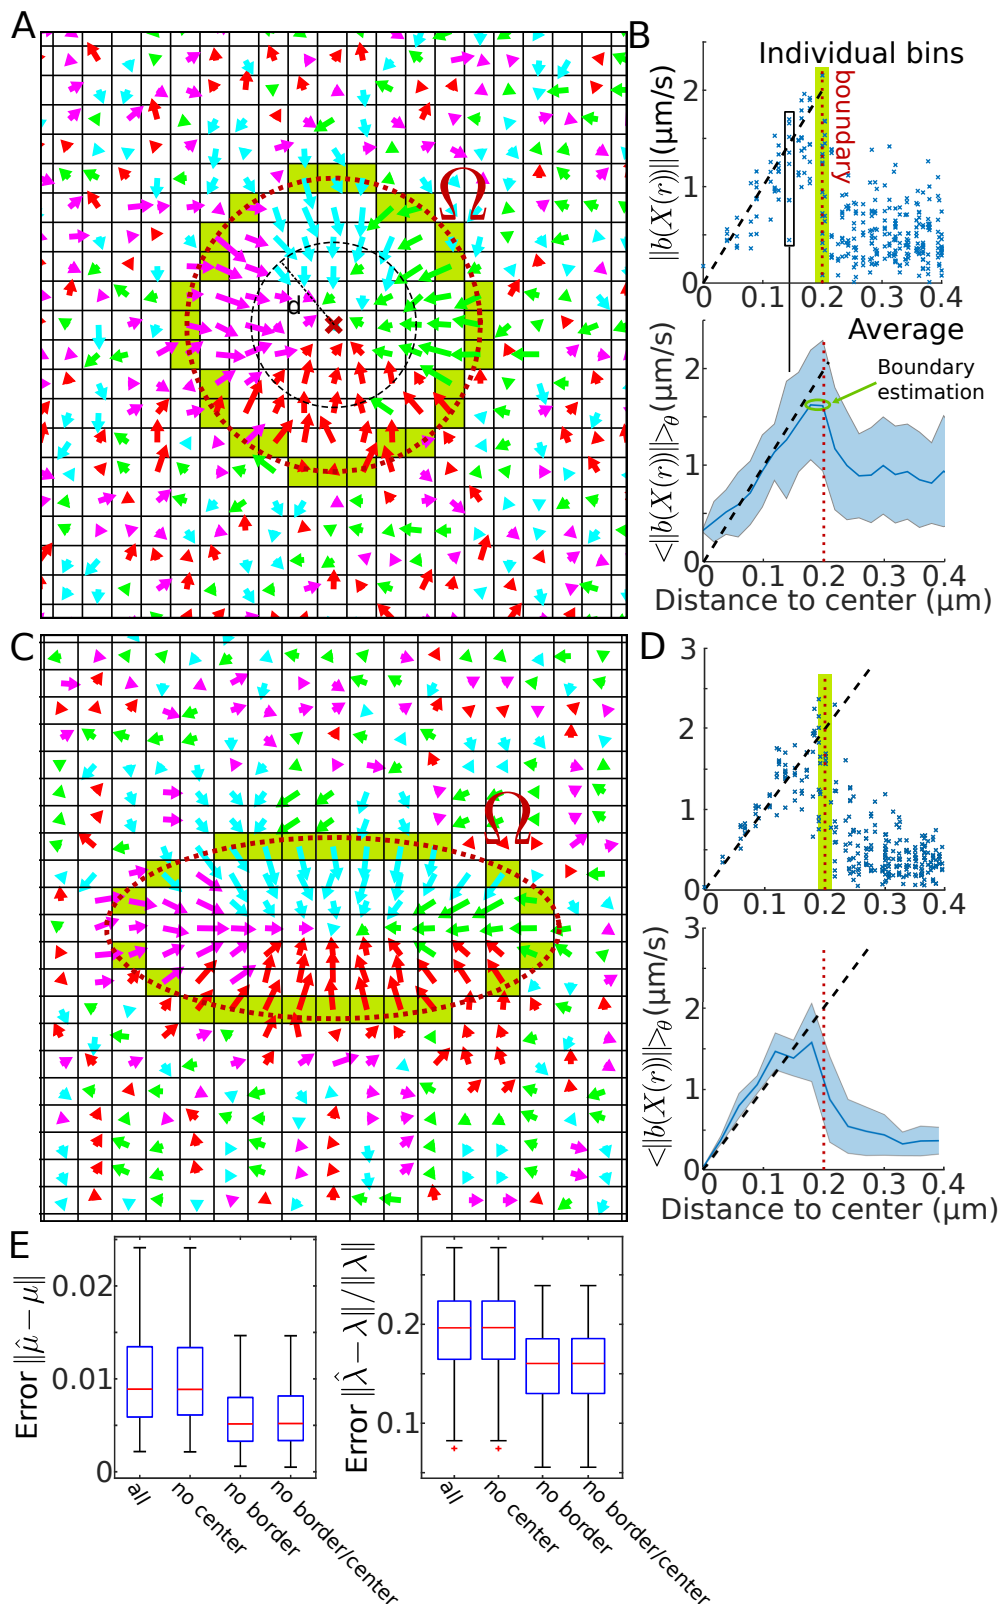 A
Ω
d
B
Individual bins
boundary
||b(X(r))|| (μm/s)
2
1
0
0 0.1 0.2 0.3 0.4
Average
Boundary
estimation
<||b(X(r))||>θ (μm/s)
2
1
0
0 0.1 0.2 0.3 0.4
Distance to center (μm)
C
Ω
D
3
2
1
0
0 0.1 0.2 0.3 0.4
<||b(X(r))||>θ (μm/s)
3
2
1
0
0 0.1 0.2 0.3 0.4
Distance to center (μm)
E
Error ||μ̂ − μ||
0.02
0.01
0
all
no center
no border
no border/center
Error ||λ̂ − λ||/||λ||
0.2
0.1
all
no center
no border
no border/center